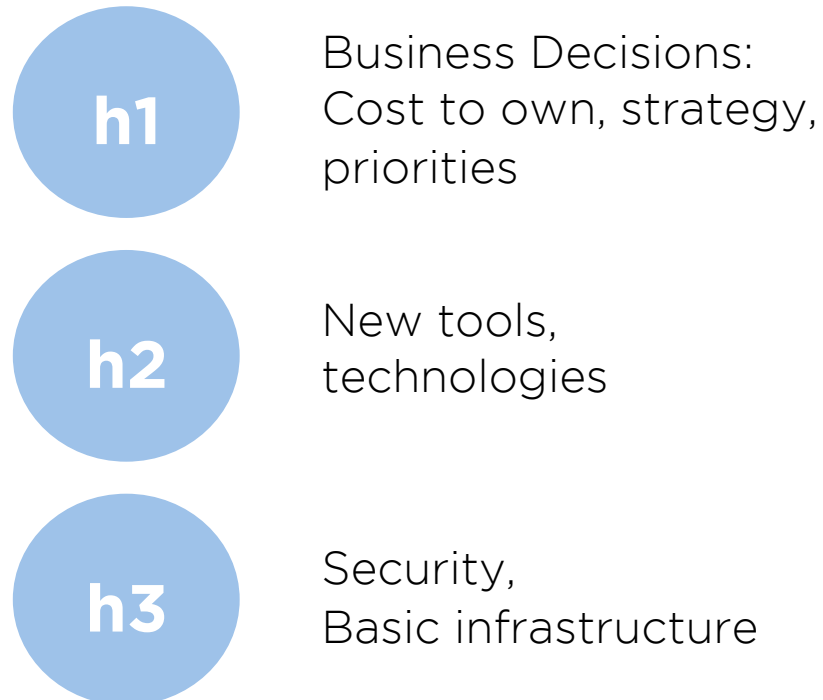 h1
Business Decisions:
Cost to own, strategy,
priorities
h2
New tools,
technologies
h3
Security,
Basic infrastructure